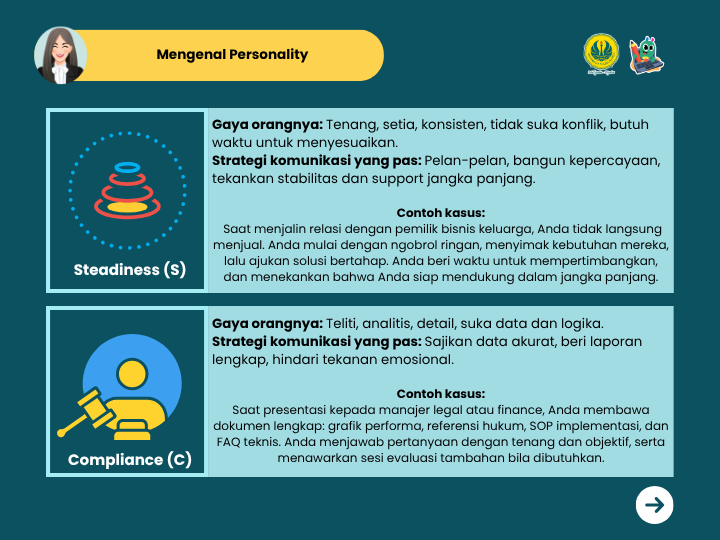 Mengenal Personality
Gaya orangnya: Tenang, setia, konsisten, tidak suka konflik, butuh
waktu untuk menyesuaikan.
Strategi komunikasi yang pas: Pelan-pelan, bangun kepercayaan,
tekankan stabilitas dan support jangka panjang.
Contoh kasus:
Saat menjalin relasi dengan pemilik bisnis keluarga, Anda tidak langsung
menjual. Anda mulai dengan ngobrol ringan, menyimak kebutuhan mereka,
lalu ajukan solusi bertahap. Anda beri waktu untuk mempertimbangkan,
dan menekankan bahwa Anda siap mendukung dalam jangka panjang.
Steadiness (S)
Gaya orangnya: Teliti, analitis, detail, suka data dan logika.
Strategi komunikasi yang pas: Sajikan data akurat, beri laporan
lengkap, hindari tekanan emosional.
Contoh kasus:
Saat presentasi kepada manajer legal atau finance, Anda membawa
dokumen lengkap: grafik performa, referensi hukum, SOP implementasi, dan
FAQ teknis. Anda menjawab pertanyaan dengan tenang dan objektif, serta
menawarkan sesi evaluasi tambahan bila dibutuhkan.
Compliance (C)